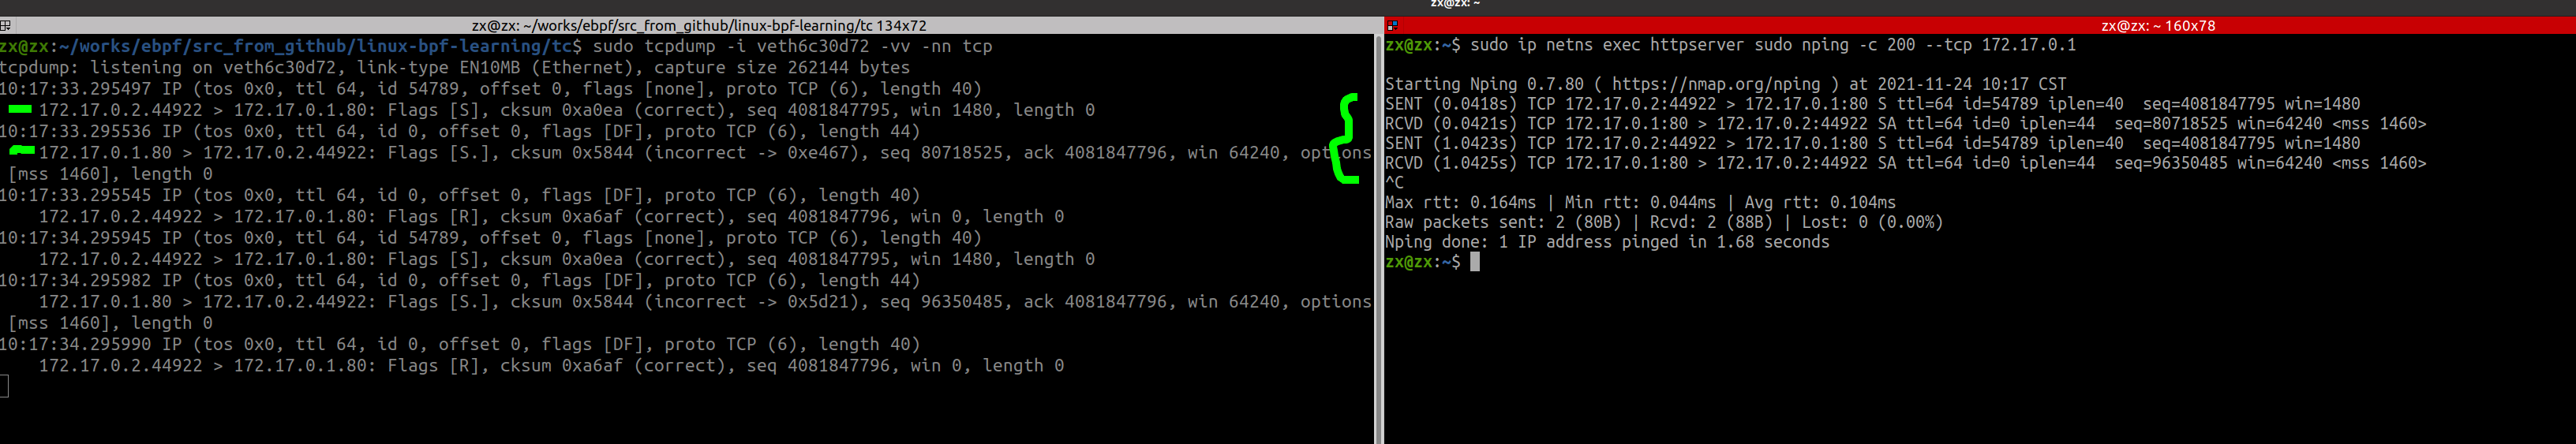 zx@zx: ~
zx@zx: ~/works/ebpf/src_from_github/linux-bpf-learning/tc 134x72
zx@zx:~/works/ebpf/src_from_github/linux-bpf-learning/tc$ sudo tcpdump -i veth6c30d72 -vv -nn tcp
tcpdump: listening on veth6c30d72, link-type EN10MB (Ethernet), capture size 262144 bytes
10:17:33.295497 IP (tos 0x0, ttl 64, id 54789, offset 0, flags [none], proto TCP (6), length 40)
172.17.0.2.44922 > 172.17.0.1.80: Flags [S], cksum 0xa0ea (correct), seq 4081847795, win 1480, length 0
10:17:33.295536 IP (tos 0x0, ttl 64, id 0, offset 0, flags [DF], proto TCP (6), length 44)
172.17.0.1.80 > 172.17.0.2.44922: Flags [S.], cksum 0x5844 (incorrect -> 0xe467), seq 80718525, ack 4081847796, win 64240, options
[mss 1460], length 0
10:17:33.295545 IP (tos 0x0, ttl 64, id 0, offset 0, flags [DF], proto TCP (6), length 40)
172.17.0.2.44922 > 172.17.0.1.80: Flags [R], cksum 0xa6af (correct), seq 4081847796, win 0, length 0
10:17:34.295945 IP (tos 0x0, ttl 64, id 54789, offset 0, flags [none], proto TCP (6), length 40)
172.17.0.2.44922 > 172.17.0.1.80: Flags [S], cksum 0xa0ea (correct), seq 4081847795, win 1480, length 0
10:17:34.295982 IP (tos 0x0, ttl 64, id 0, offset 0, flags [DF], proto TCP (6), length 44)
172.17.0.1.80 > 172.17.0.2.44922: Flags [S.], cksum 0x5844 (incorrect -> 0x5d21), seq 96350485, ack 4081847796, win 64240, options
[mss 1460], length 0
10:17:34.295990 IP (tos 0x0, ttl 64, id 0, offset 0, flags [DF], proto TCP (6), length 40)
172.17.0.2.44922 > 172.17.0.1.80: Flags [R], cksum 0xa6af (correct), seq 4081847796, win 0, length 0
zx@zx: ~ 160x78
zx@zx:~$ sudo ip netns exec httpserver sudo nping -c 200 --tcp 172.17.0.1
Starting Nping 0.7.80 ( https://nmap.org/nping ) at 2021-11-24 10:17 CST
SENT (0.0418s) TCP 172.17.0.2:44922 > 172.17.0.1:80 S ttl=64 id=54789 iplen=40  seq=4081847795 win=1480
RCVD (0.0421s) TCP 172.17.0.1:80 > 172.17.0.2:44922 SA ttl=64 id=0 iplen=44  seq=80718525 win=64240 <mss 1460>
SENT (1.0423s) TCP 172.17.0.2:44922 > 172.17.0.1:80 S ttl=64 id=54789 iplen=40  seq=4081847795 win=1480
RCVD (1.0425s) TCP 172.17.0.1:80 > 172.17.0.2:44922 SA ttl=64 id=0 iplen=44  seq=96350485 win=64240 <mss 1460>
^C
Max rtt: 0.164ms | Min rtt: 0.044ms | Avg rtt: 0.104ms
Raw packets sent: 2 (80B) | Rcvd: 2 (88B) | Lost: 0 (0.00%)
Nping done: 1 IP address pinged in 1.68 seconds
zx@zx:~$